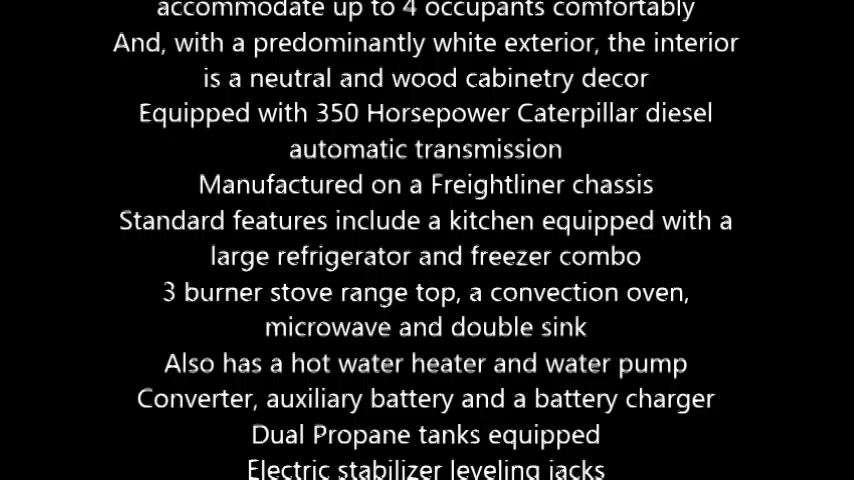 accommodate up to 4 occupants comfortably
And, with a predominantly white exterior, the interior
is a neutral and wood cabinetry decor
Equipped with 350 Horsepower Caterpillar diesel
automatic transmission
Manufactured on a Freightliner chassis
Standard features include a kitchen equipped with a
large refrigerator and freezer combo
3 burner stove range top, a convection oven,
microwave and double sink
Also has a hot water heater and water pump
Converter, auxiliary battery and a battery charger
Dual Propane tanks equipped
Electric stabilizer leveling jacks